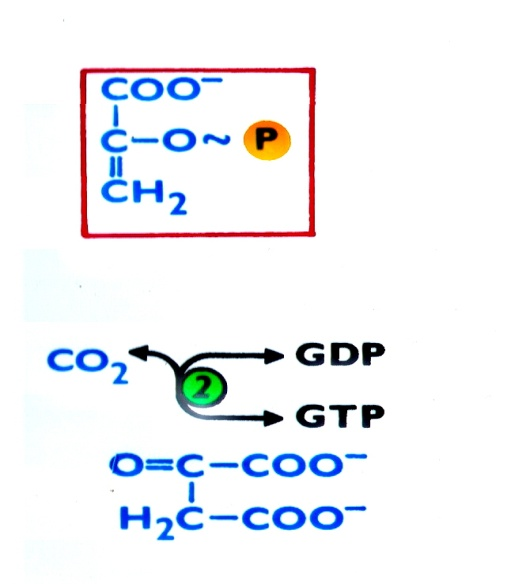 COO⁻
C–O~ P
CH₂
CO₂
GDP
2
GTP
O=C–COO⁻
H₂C–COO⁻